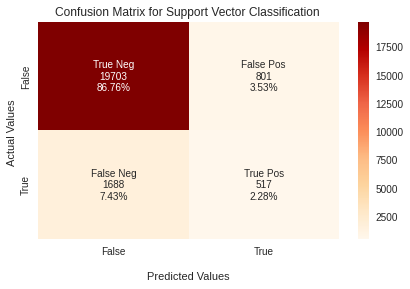 Confusion Matrix for Support Vector Classification
True Neg
19703
86.76%
False Pos
801
3.53%
False Neg
1688
7.43%
True Pos
517
2.28%
False
True
Actual Values
False
True
Predicted Values
17500
15000
12500
10000
7500
5000
2500